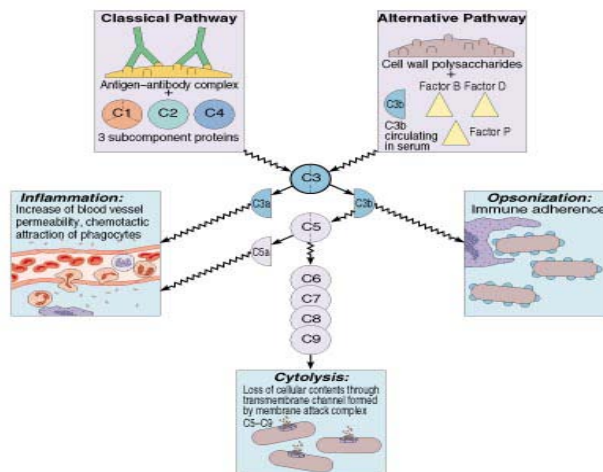 Classical Pathway
Antigen–antibody complex
+
C1
C2
C4
3 subcomponent proteins
Alternative Pathway
Cell wall polysaccharides
+
Factor B
Factor D
C3b
C3b
circulating
in serum
Factor P
C3
C3a
C3b
Inflammation:
Increase of blood vessel
permeability, chemotactic
attraction of phagocytes
C5
C5a
Opsonization:
Immune adherence
C6
C7
C8
C9
Cytolysis:
Loss of cellular contents through
transmembrane channel formed
by membrane attack complex
C5–C9